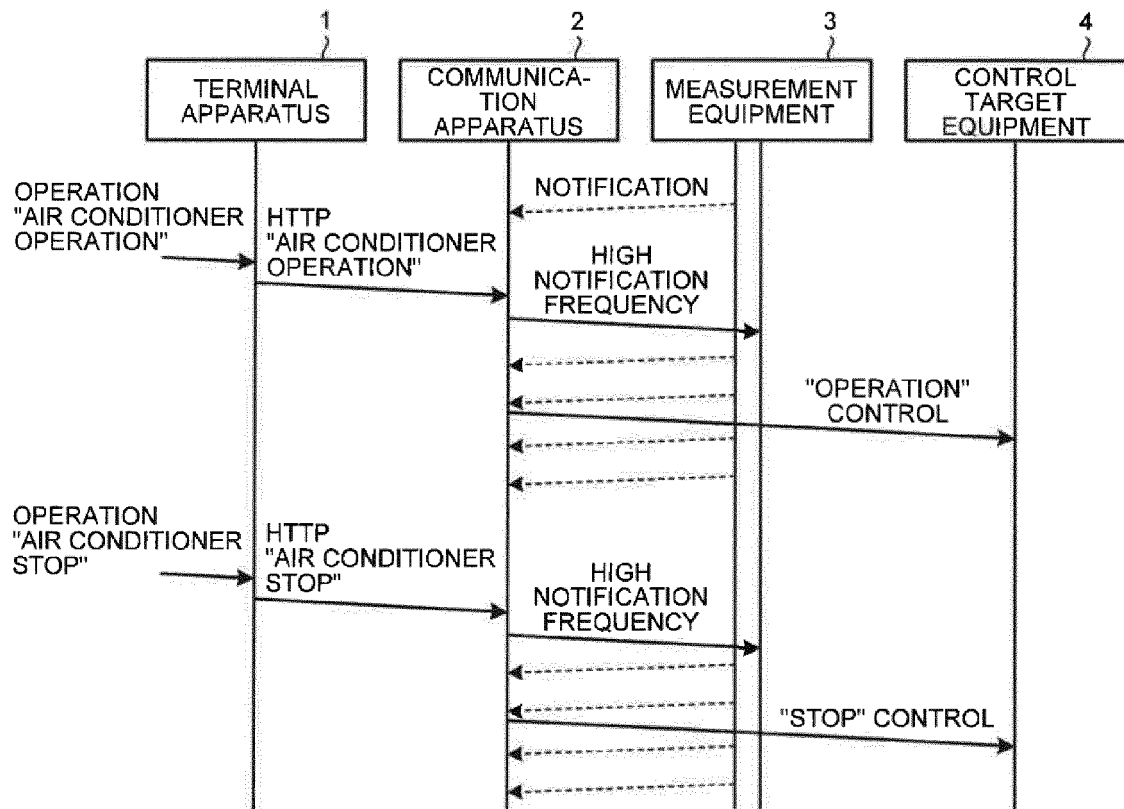 1
2
3
4
TERMINAL
APPARATUS
COMMUNICA-
TION
APPARATUS
MEASUREMENT
EQUIPMENT
CONTROL
TARGET
EQUIPMENT
NOTIFICATION
OPERATION
"AIR CONDITIONER
OPERATION"
HTTP
"AIR CONDITIONER
OPERATION"
HIGH
NOTIFICATION
FREQUENCY
"OPERATION"
CONTROL
OPERATION
"AIR CONDITIONER
STOP"
HTTP
"AIR CONDITIONER
STOP"
HIGH
NOTIFICATION
FREQUENCY
"STOP" CONTROL